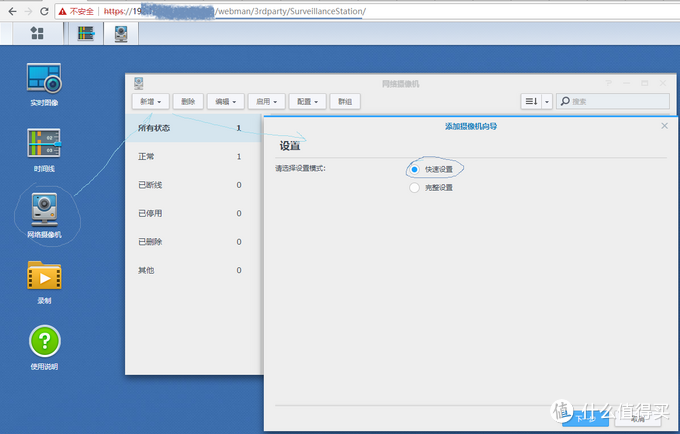 不安全 https://19 /webman/3rdparty/SurveillanceStation/
实时图像
时间线
网络摄像机
录制
使用说明
网络摄像机
新增 删除 编辑 启用 配置 群组 搜索
所有状态 1
正常 1
已断线 0
已停用 0
已删除 0
其他 0
添加摄像机向导
设置
请选择设置模式: 快速设置
完整设置
下一步 取消
值 什么值得买